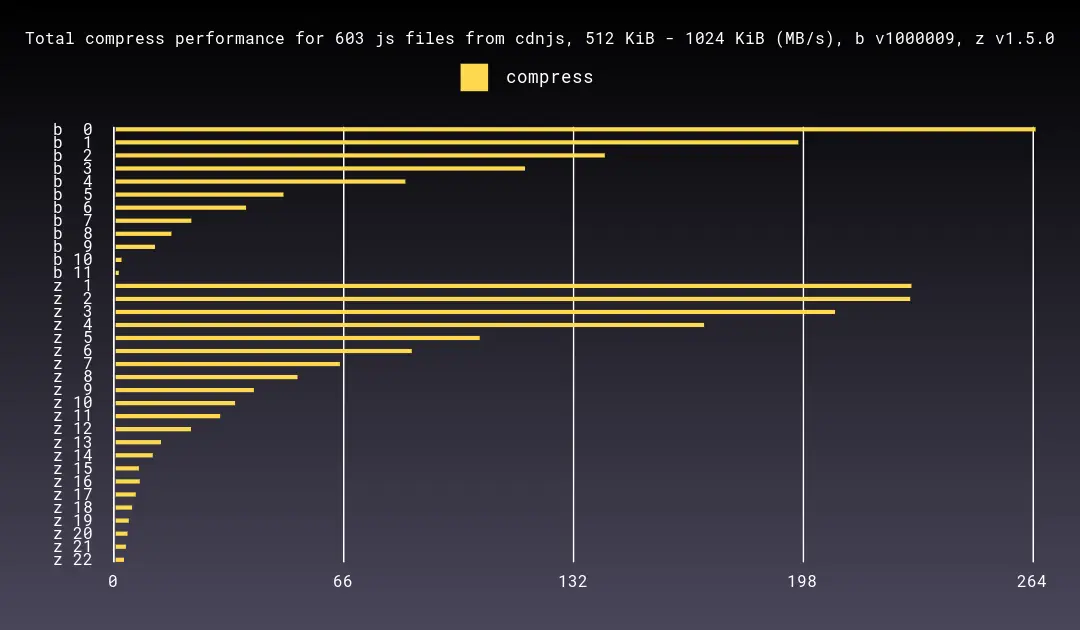 Total compress performance for 603 js files from cdnjs, 512 KiB - 1024 KiB (MB/s), b v1000009, z v1.5.0
compress
b 0
b 1
b 2
b 3
b 4
b 5
b 6
b 7
b 8
b 9
b 10
b 11
z 1
z 2
z 3
z 4
z 5
z 6
z 7
z 8
z 9
z 10
z 11
z 12
z 13
z 14
z 15
z 16
z 17
z 18
z 19
z 20
z 21
z 22
0 66 132 198 264